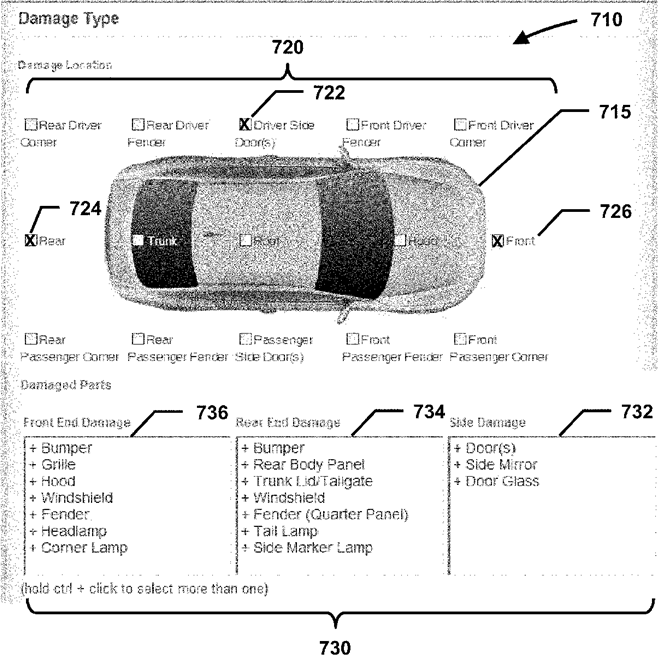 Damage Type
710
720
Damage Location
722
715
Rear Driver Corner
Rear Driver Fender
X Driver Side Door(s)
Front Driver Fender
Front Driver Corner
724
726
X Rear
Trunk
Roof
Hood
X Front
Rear Passenger Corner
Rear Passenger Fender
Passenger Side Door(s)
Front Passenger Fender
Front Passenger Corner
Damaged Parts
736
734
732
Front End Damage
Rear End Damage
Side Damage
+ Bumper
+ Grille
+ Hood
+ Windshield
+ Fender
+ Headlamp
+ Corner Lamp
+ Bumper
+ Rear Body Panel
+ Trunk Lid/Tailgate
+ Windshield
+ Fender (Quarter Panel)
+ Tail Lamp
+ Side Marker Lamp
+ Door(s)
+ Side Mirror
+ Door Glass
(hold ctrl + click to select more than one)
730